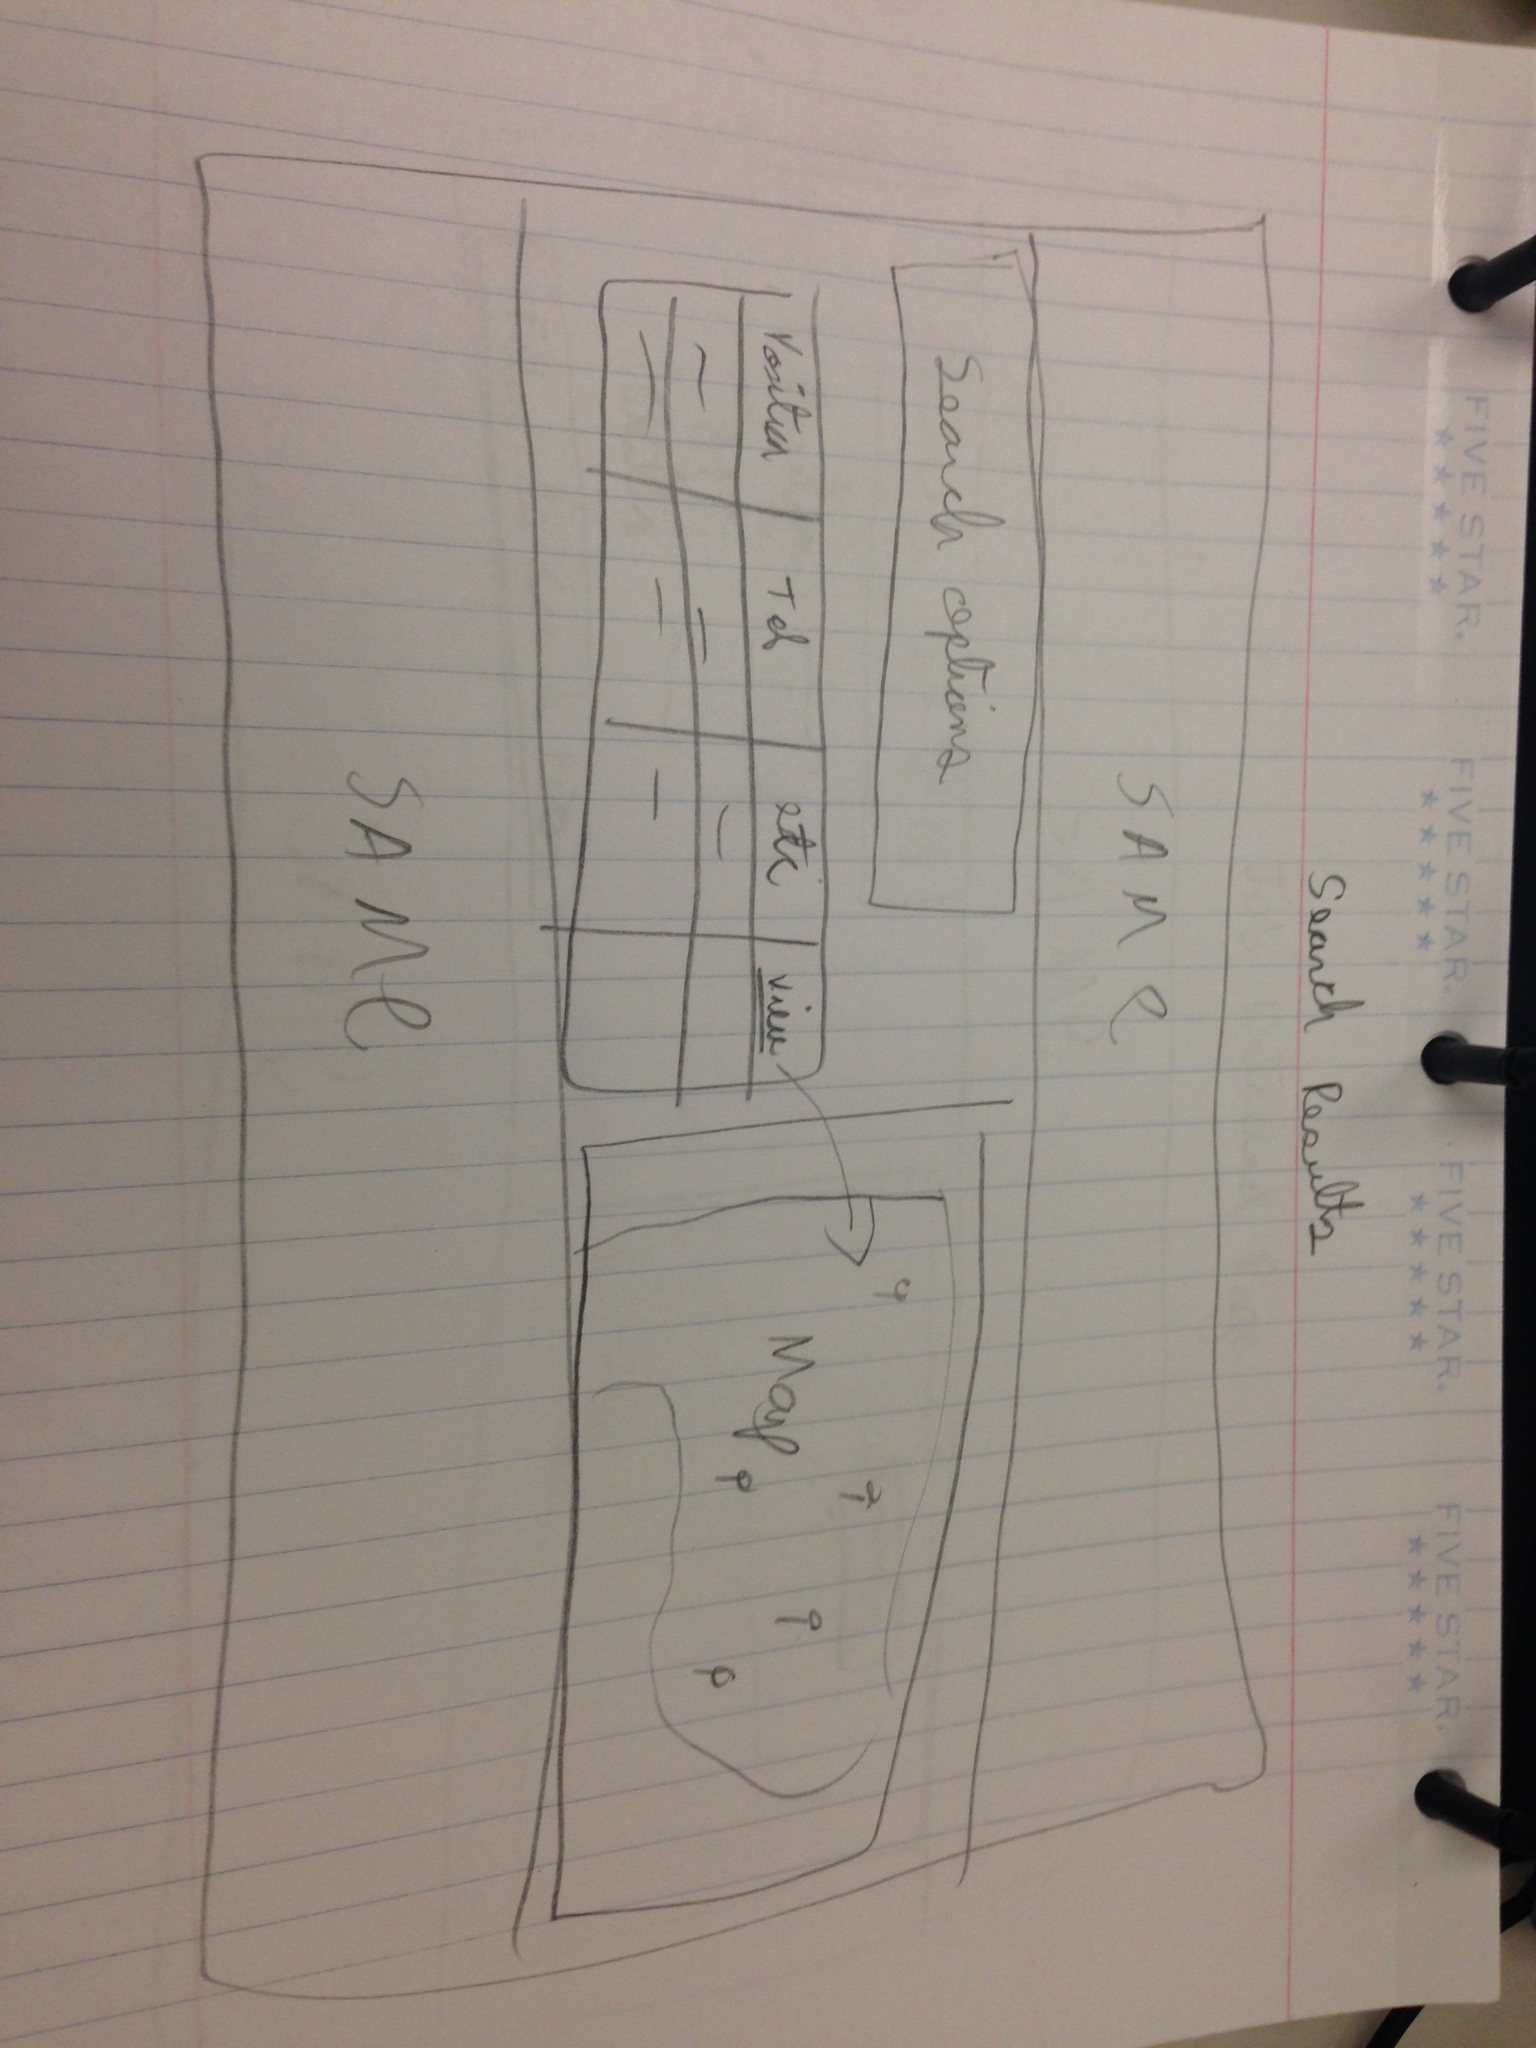 FIVE STAR. FIVE STAR. FIVE STAR. FIVE STAR.
Search Results
SAME
Search options
Position Tel etc view
Map
SAME